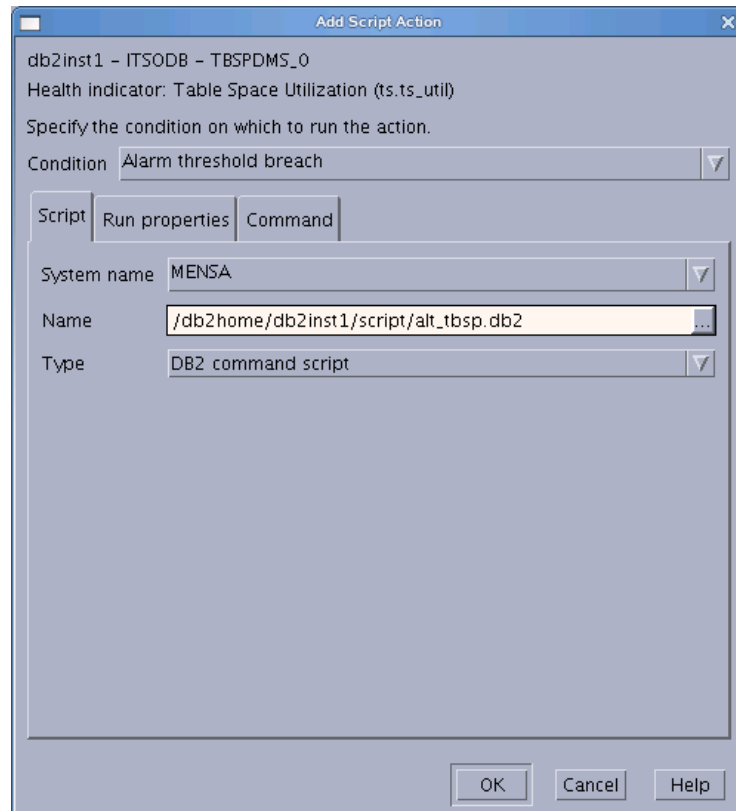 Add Script Action
db2inst1 – ITSODB – TBSPDMS_0
Health indicator: Table Space Utilization (ts.ts_util)
Specify the condition on which to run the action.
Condition Alarm threshold breach
Script Run properties Command
System name MENSA
Name /db2home/db2inst1/script/alt_tbsp.db2 ...
Type DB2 command script
OK Cancel Help